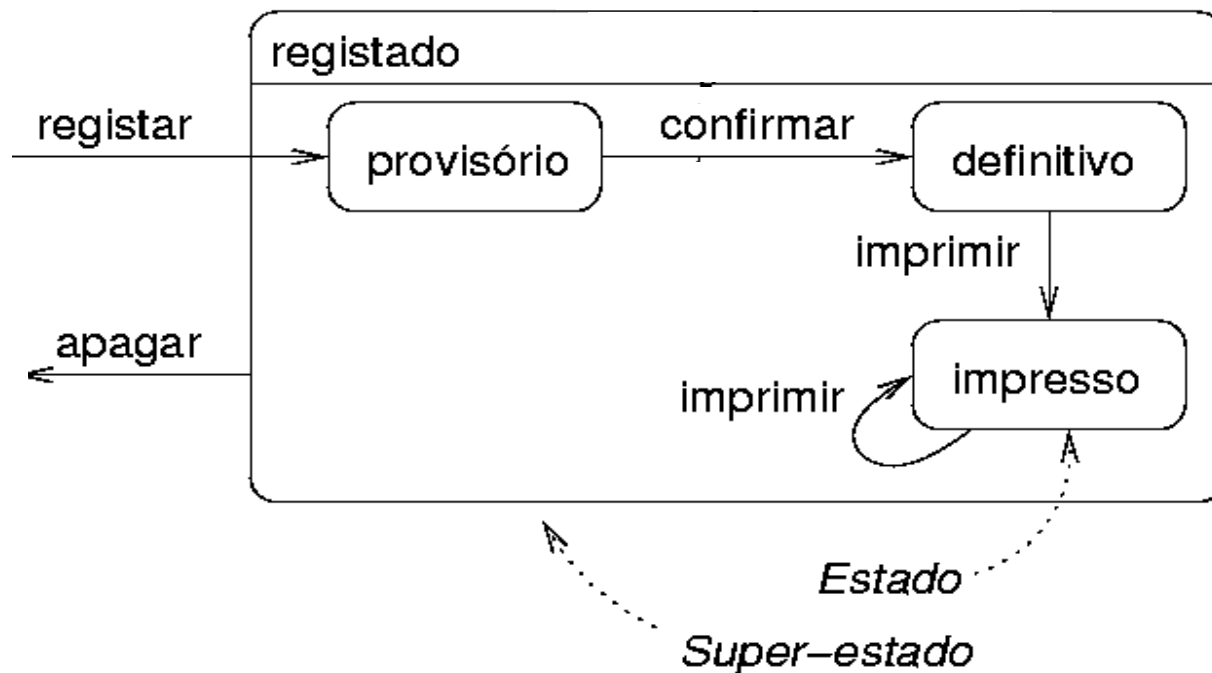 registado
registar
provisório
confirmar
definitivo
imprimir
apagar
impresso
imprimir
Estado
Super-estado